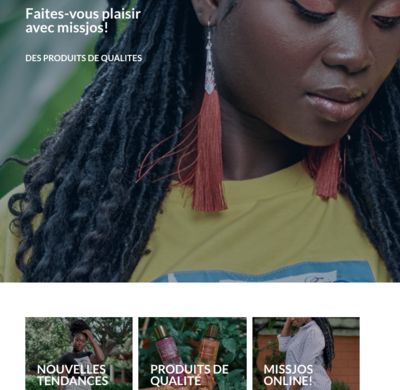 Faites-vous plaisir
avec missjos!
DES PRODUITS DE QUALITES
NOUVELLES
TENDANCES
PRODUITS DE
QUALITÉ
MISSJOS
ONLINE!